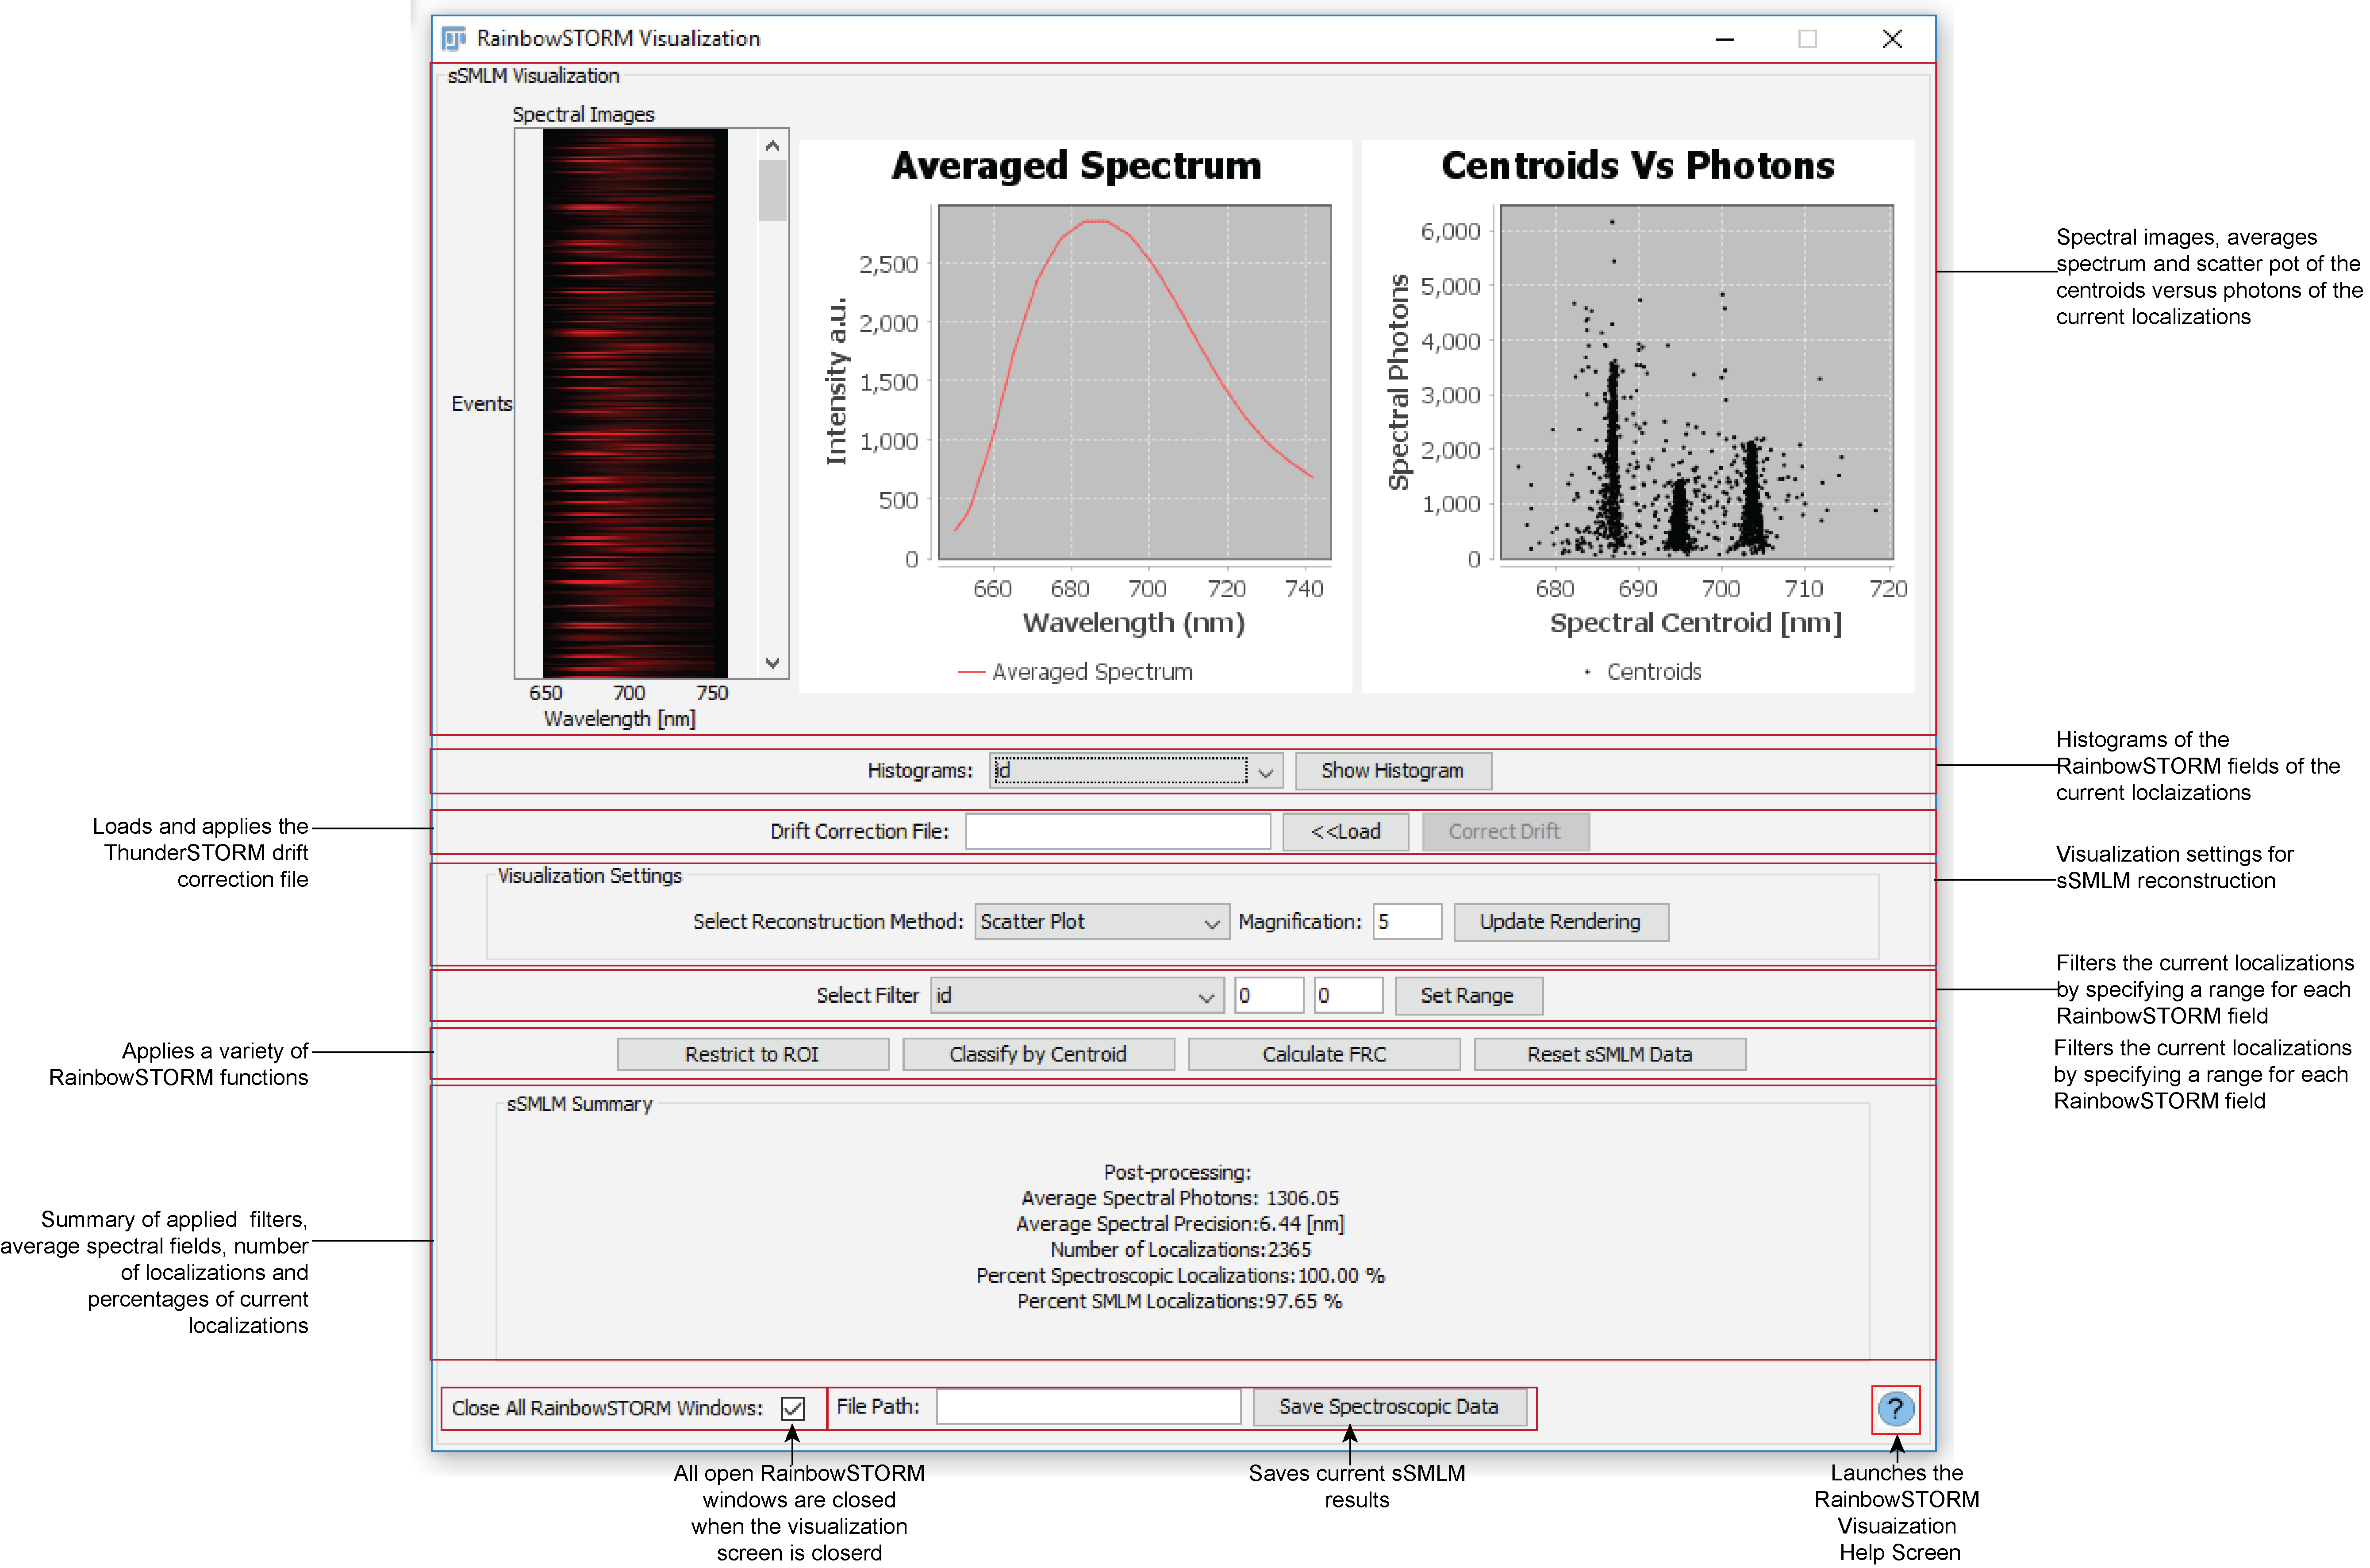 RainbowSTORM Visualization
sSMLM Visualization
Spectral Images
Events
650 700 750
Wavelength [nm]
Averaged Spectrum
Intensity a.u.
2,500
2,000
1,500
1,000
500
0
660 680 700 720 740
Wavelength (nm)
Averaged Spectrum
Centroids Vs Photons
Spectral Photons
6,000
5,000
4,000
3,000
2,000
1,000
0
680 690 700 710 720
Spectral Centroid [nm]
Centroids
Spectral images, averages
spectrum and scatter pot of the
centroids versus photons of the
current localizations
Histograms: id Show Histogram
Histograms of the
RainbowSTORM fields of the
current loclaizations
Drift Correction File: <<Load Correct Drift
Loads and applies the
ThunderSTORM drift
correction file
Visualization Settings
Select Reconstruction Method: Scatter Plot Magnification: 5 Update Rendering
Visualization settings for
sSMLM reconstruction
Select Filter id 0 0 Set Range
Filters the current localizations
by specifying a range for each
RainbowSTORM field
Restrict to ROI Classify by Centroid Calculate FRC Reset sSMLM Data
Applies a variety of
RainbowSTORM functions
Filters the current localizations
by specifying a range for each
RainbowSTORM field
sSMLM Summary
Post-processing:
Average Spectral Photons: 1306.05
Average Spectral Precision:6.44 [nm]
Number of Localizations:2365
Percent Spectroscopic Localizations:100.00 %
Percent SMLM Localizations:97.65 %
Summary of applied filters,
average spectral fields, number
of localizations and
percentages of current
localizations
Close All RainbowSTORM Windows: File Path: Save Spectroscopic Data ?
All open RainbowSTORM
windows are closed
when the visualization
screen is closerd
Saves current sSMLM
results
Launches the
RainbowSTORM
Visuaization
Help Screen